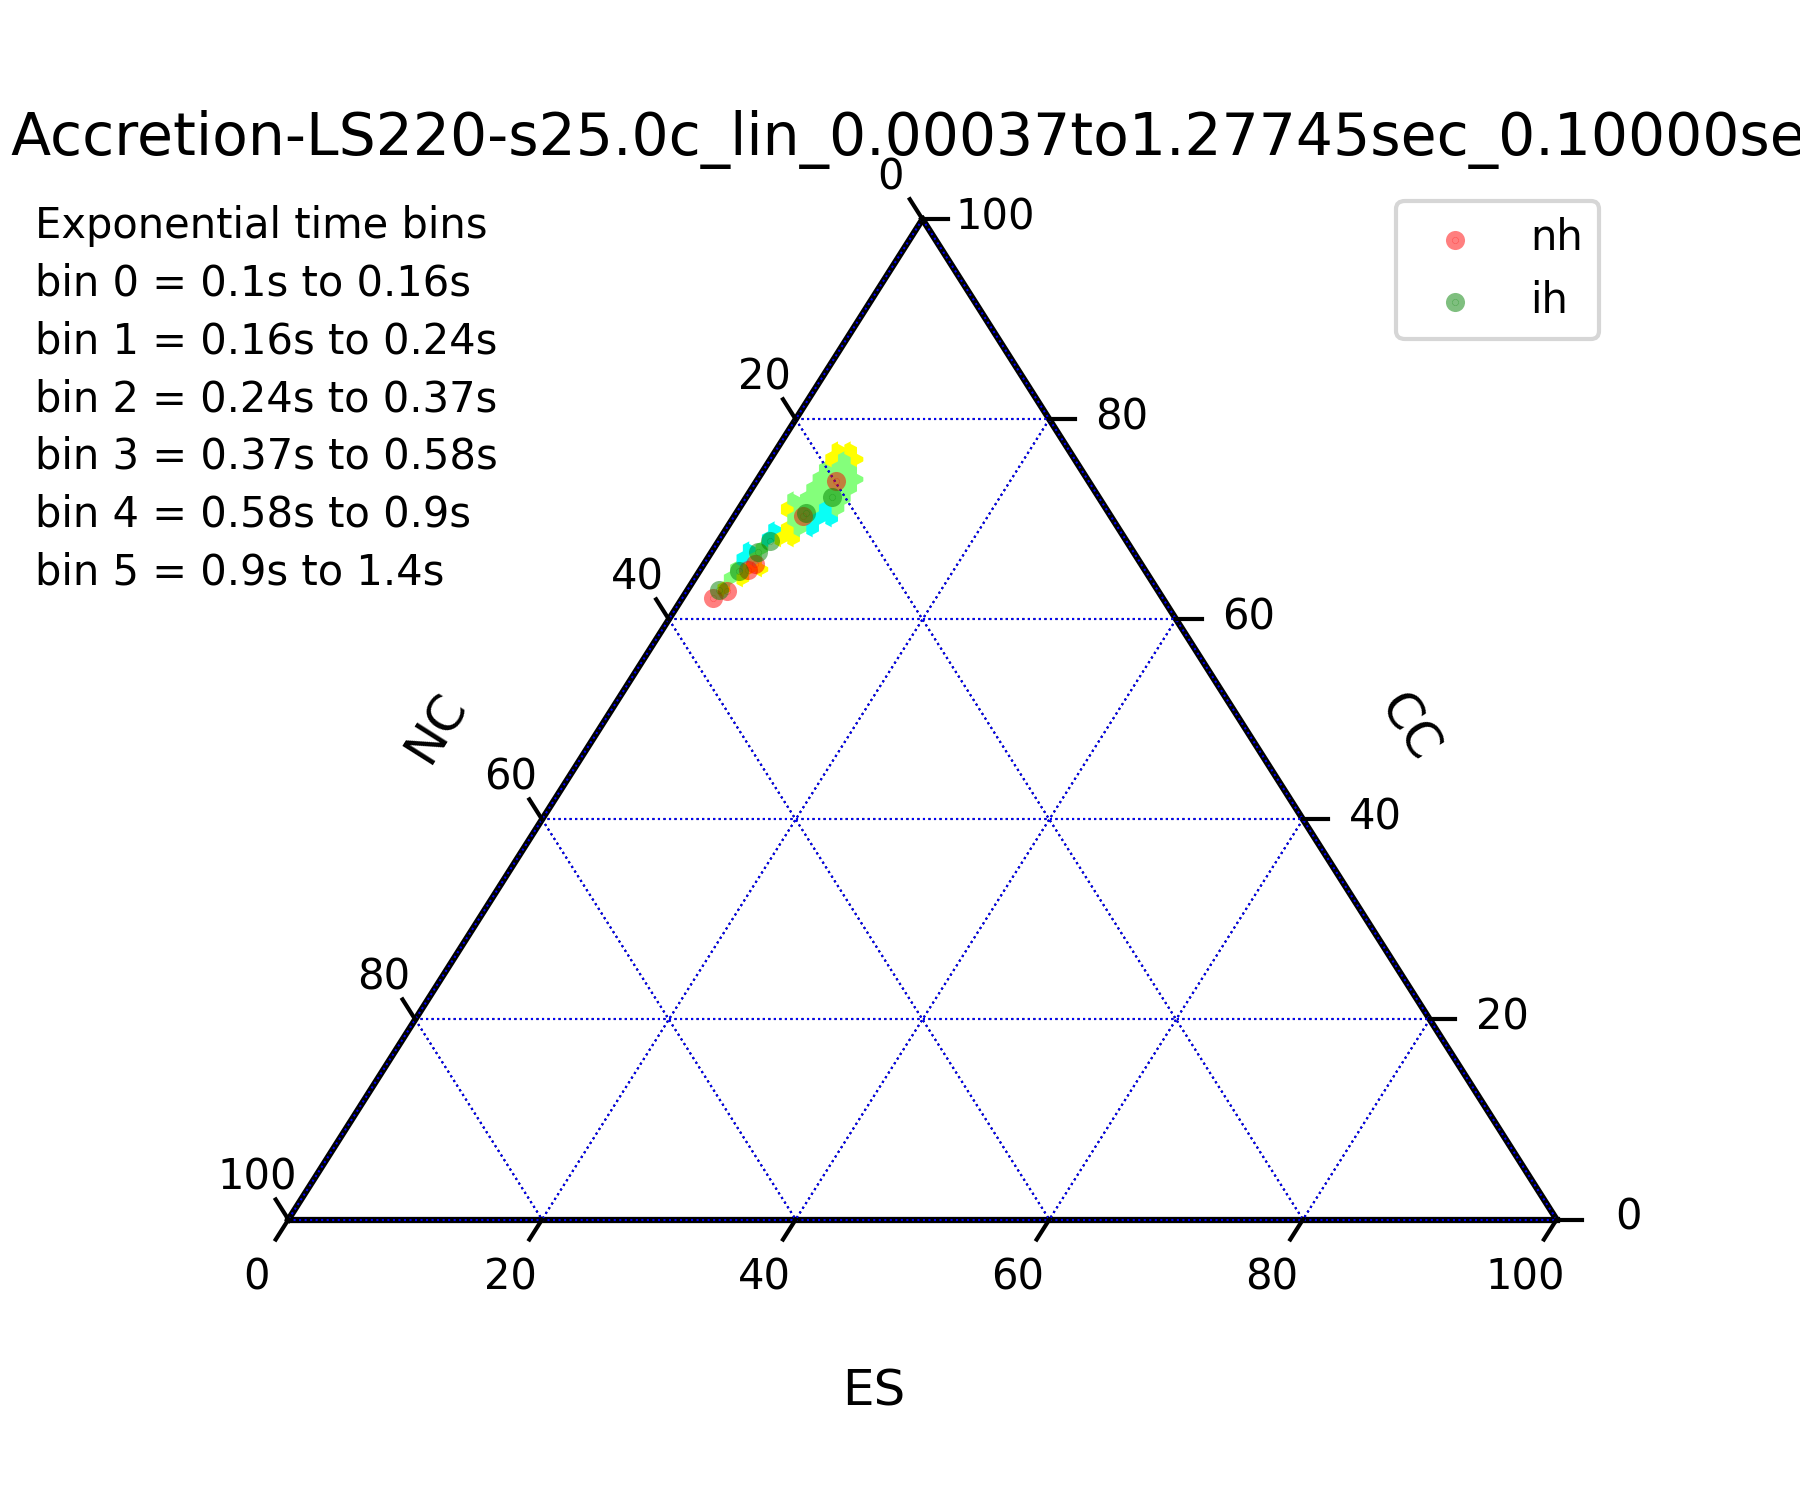 Accretion-LS220-s25.0c_lin_0.00037to1.27745sec_0.10000se
Exponential time bins
bin 0 = 0.1s to 0.16s
bin 1 = 0.16s to 0.24s
bin 2 = 0.24s to 0.37s
bin 3 = 0.37s to 0.58s
bin 4 = 0.58s to 0.9s
bin 5 = 0.9s to 1.4s
nh
ih
0
20
40
60
80
100
NC
100
80
60
40
20
0
CC
0
20
40
60
80
100
ES